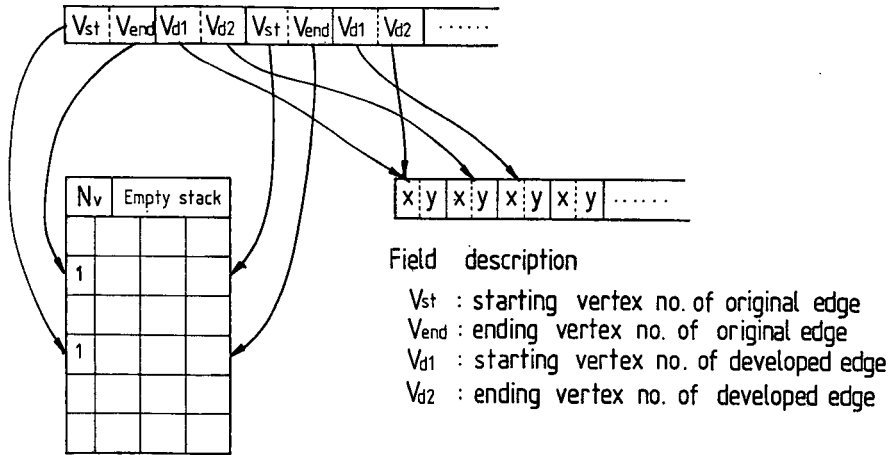 Vst Vend Vd1 Vd2 Vst Vend Vd1 Vd2 ......
Nv Empty stack
1
1
x y x y x y x y ......
Field description
Vst : starting vertex no. of original edge
Vend : ending vertex no. of original edge
Vd1 : starting vertex no. of developed edge
Vd2 : ending vertex no. of developed edge